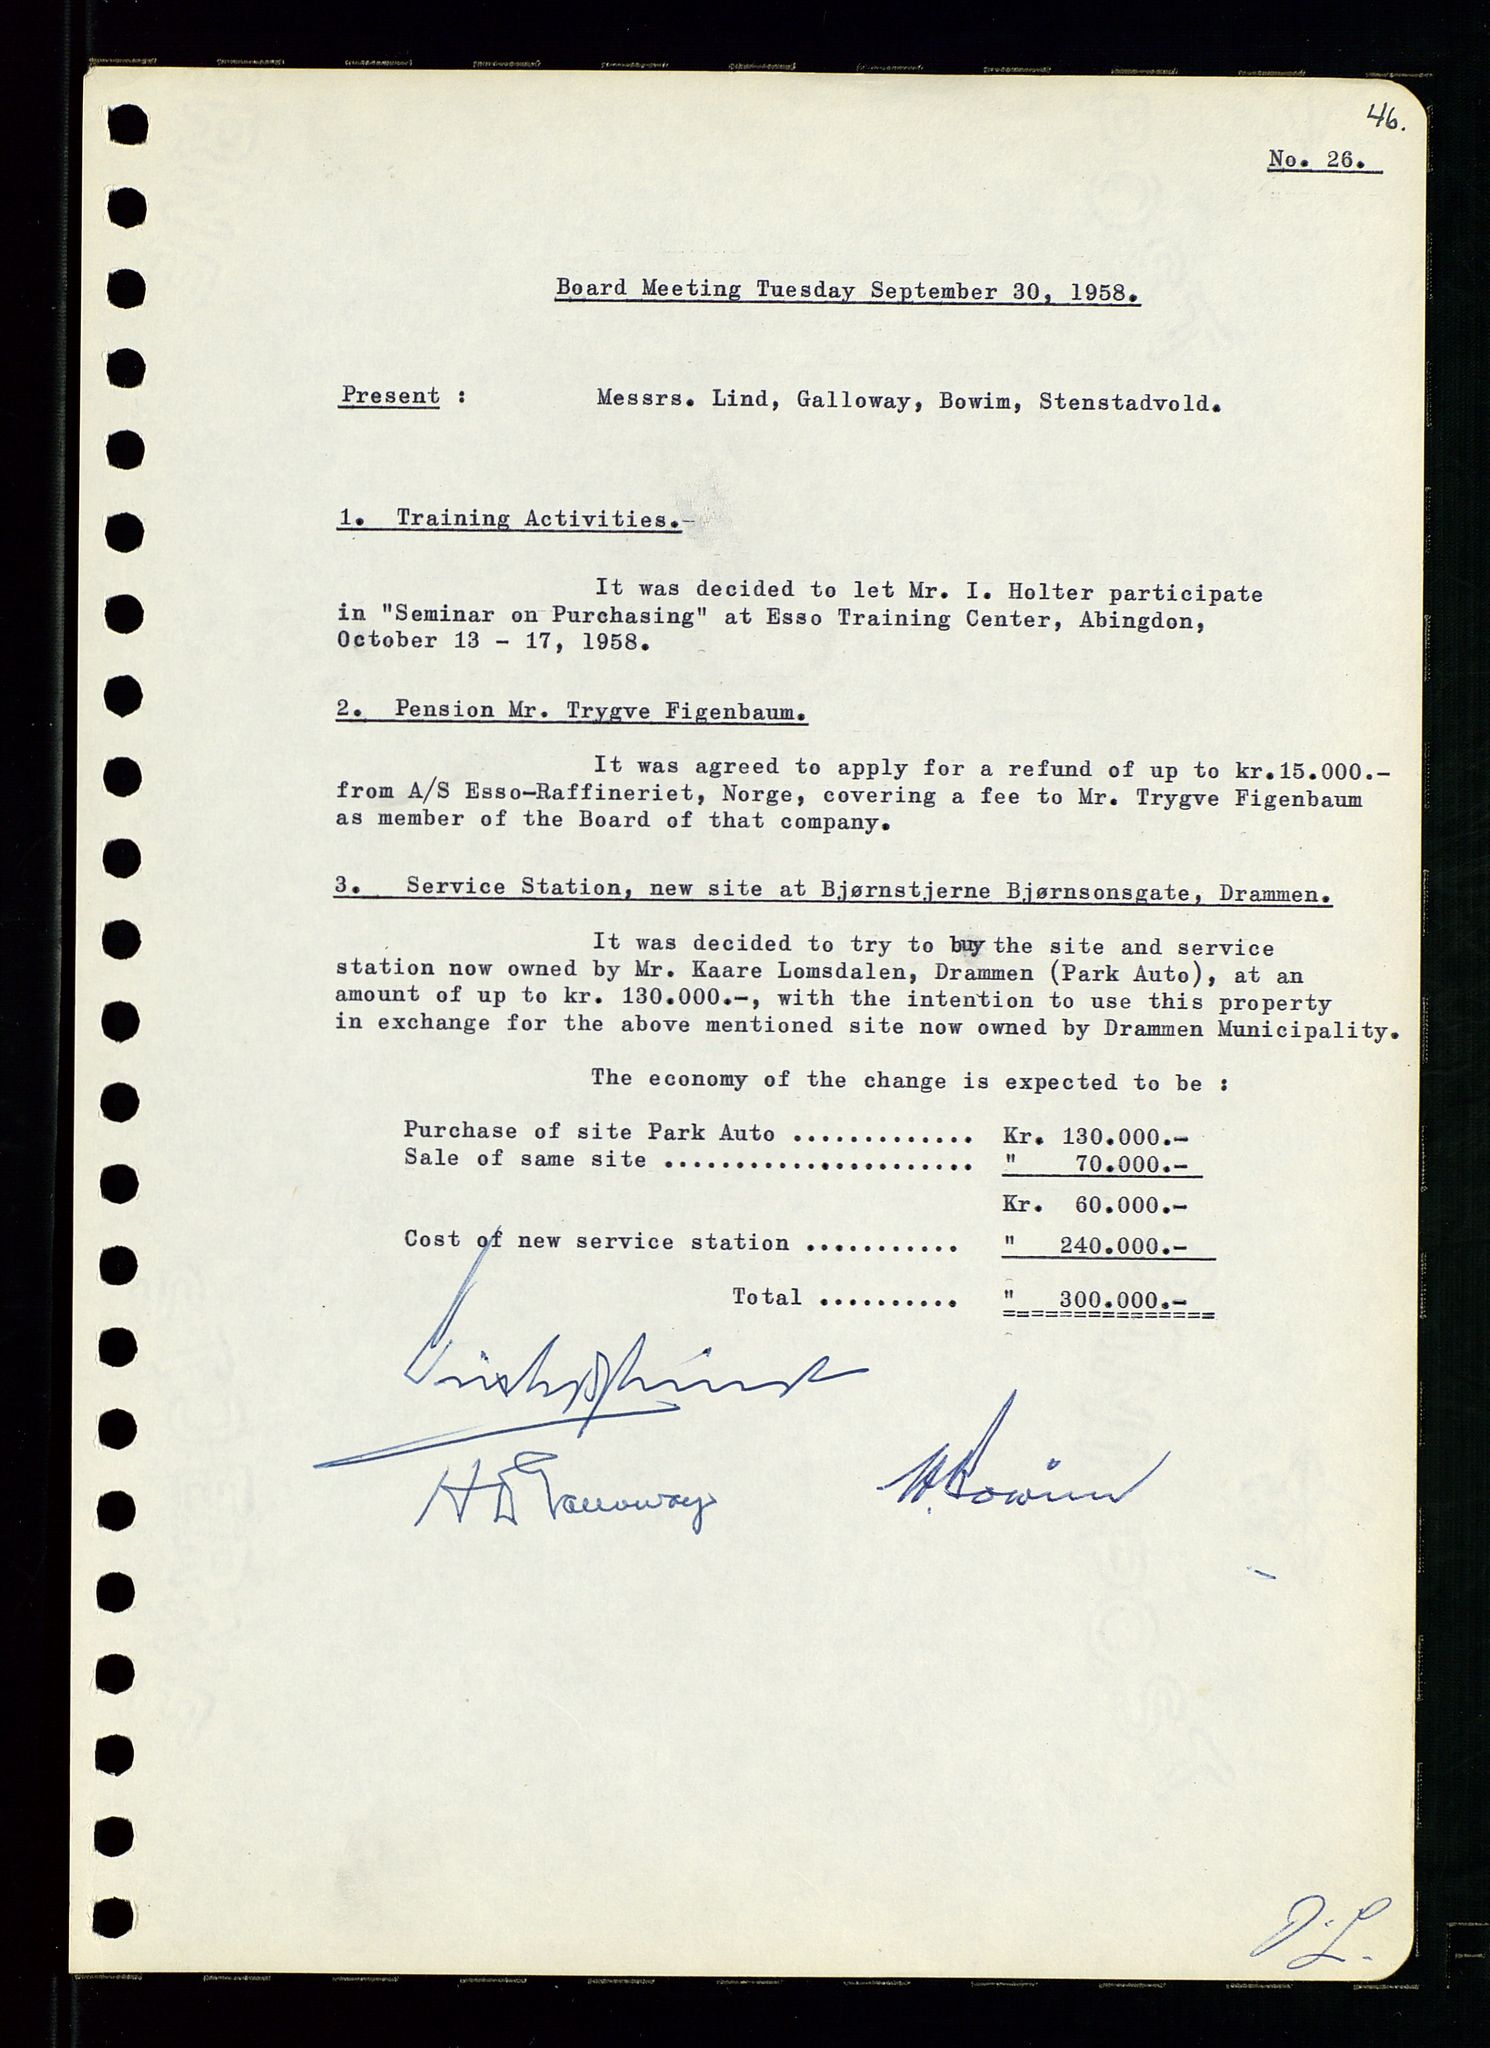 46.
No. 26.
Board Meeting Tuesday September 30, 1958.
Present : Messrs. Lind, Galloway, Bowim, Stenstadvold.
1. Training Activities.-
It was decided to let Mr. I. Holter participate
in "Seminar on Purchasing" at Esso Training Center, Abingdon,
October 13 - 17, 1958.
2. Pension Mr. Trygve Figenbaum.
It was agreed to apply for a refund of up to kr.15.000.-
from A/S Esso-Raffineriet, Norge, covering a fee to Mr. Trygve Figenbaum
as member of the Board of that company.
3. Service Station, new site at Bjørnstjerne Bjørnsonsgate, Drammen.
It was decided to try to buy the site and service
station now owned by Mr. Kaare Lomsdalen, Drammen (Park Auto), at an
amount of up to kr. 130.000.-, with the intention to use this property
in exchange for the above mentioned site now owned by Drammen Municipality.
The economy of the change is expected to be :
Purchase of site Park Auto ............. Kr. 130.000.-
Sale of same site ...................... " 70.000.-
Kr. 60.000.-
Cost of new service station ........... " 240.000.-
Total .......... " 300.000.-
H D Galloway
W. Bowim